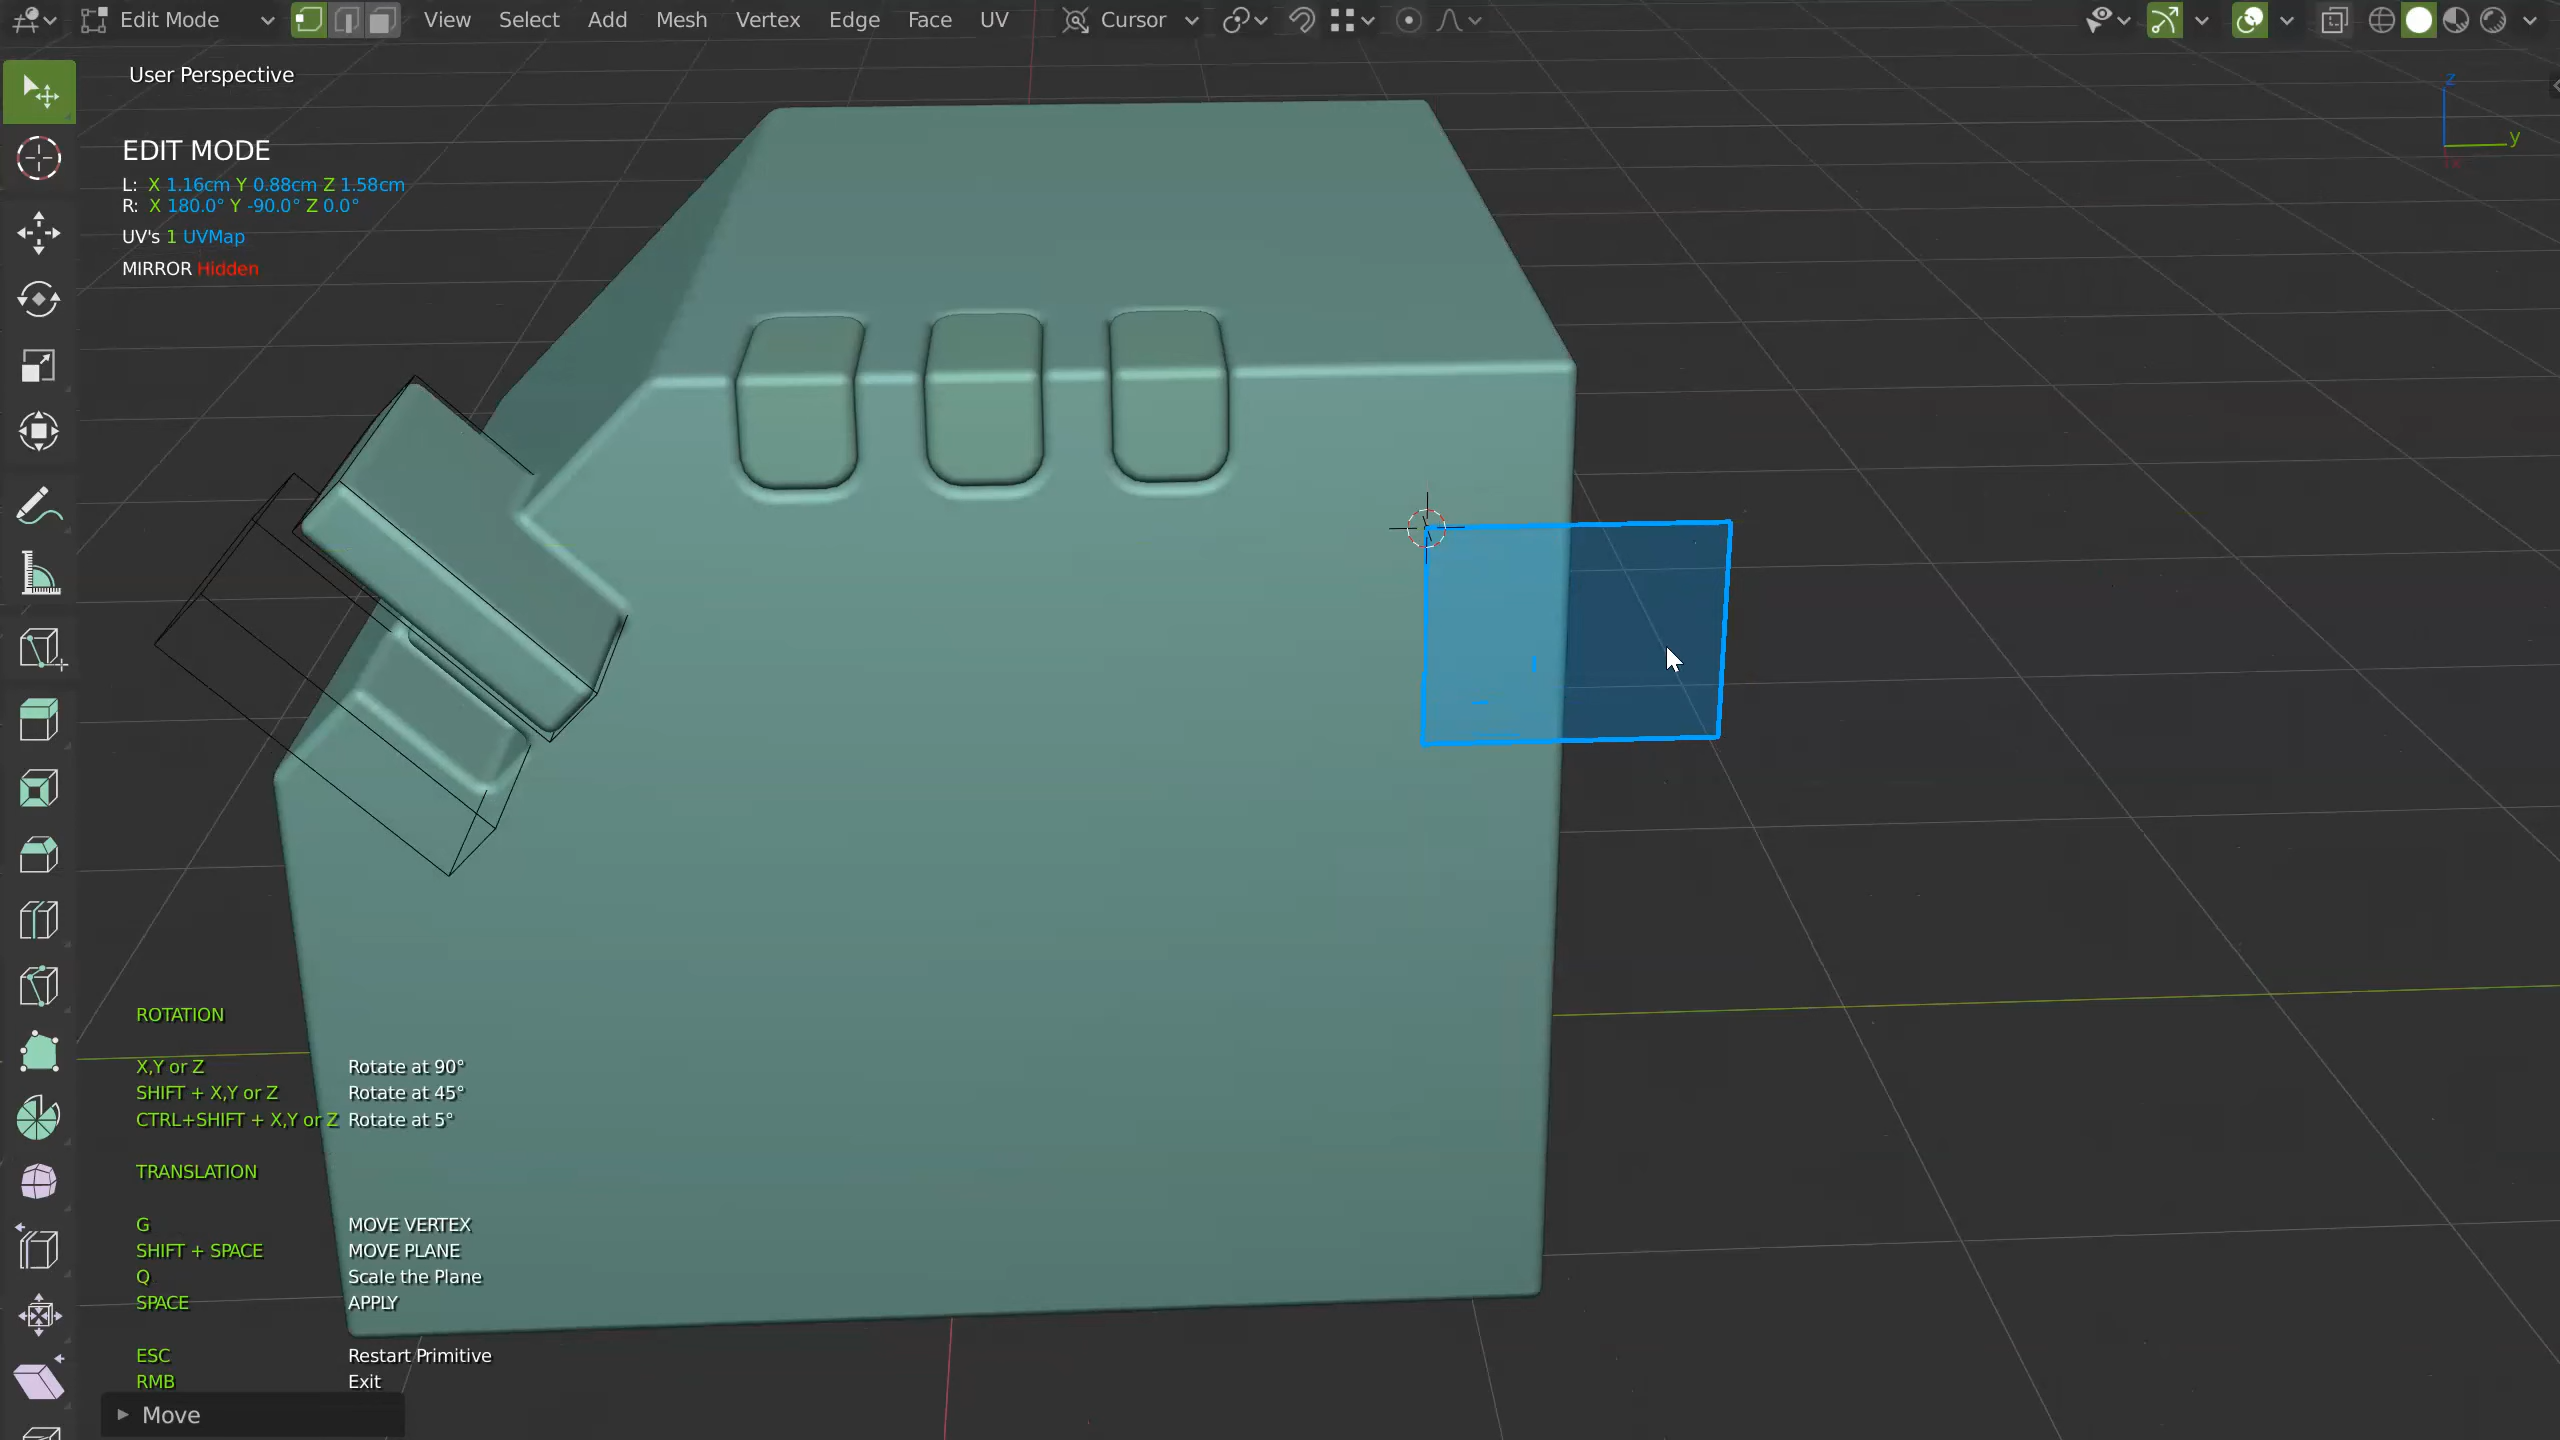 Edit Mode View Select Add Mesh Vertex Edge Face UV Cursor
User Perspective
z
y
EDIT MODE
L: X 1.16cm Y 0.88cm Z 1.58cm
R: X 180.0° Y -90.0° Z 0.0°
UV's 1 UVMap
MIRROR Hidden
ROTATION
X,Y or Z Rotate at 90°
SHIFT + X,Y or Z Rotate at 45°
CTRL+SHIFT + X,Y or Z Rotate at 5°
TRANSLATION
G MOVE VERTEX
SHIFT + SPACE MOVE PLANE
Q Scale the Plane
SPACE APPLY
ESC Restart Primitive
RMB Exit
Move